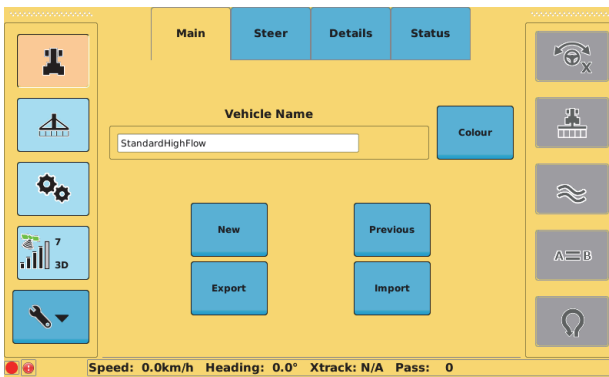 Main Steer Details Status
Vehicle Name
StandardHighFlow
Colour
New Previous
Export Import
7
3D
X
A B
Speed: 0.0km/h Heading: 0.0° Xtrack: N/A Pass: 0